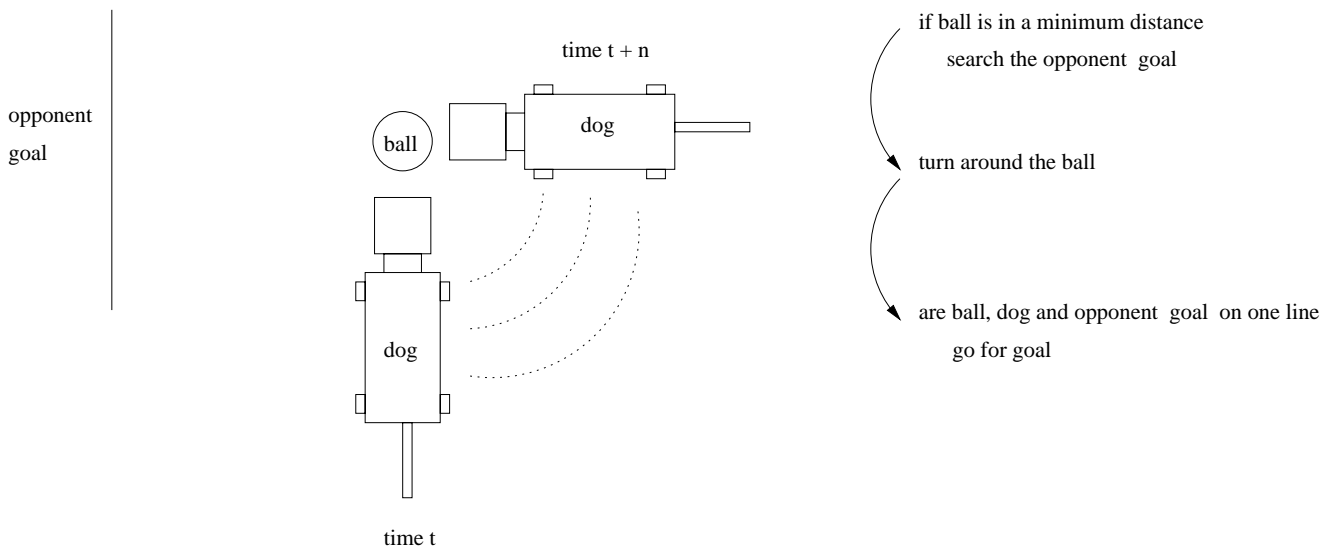 opponent
goal
time t + n
ball
dog
dog
time t
if ball is in a minimum distance
search the opponent goal
turn around the ball
are ball, dog and opponent goal on one line
go for goal